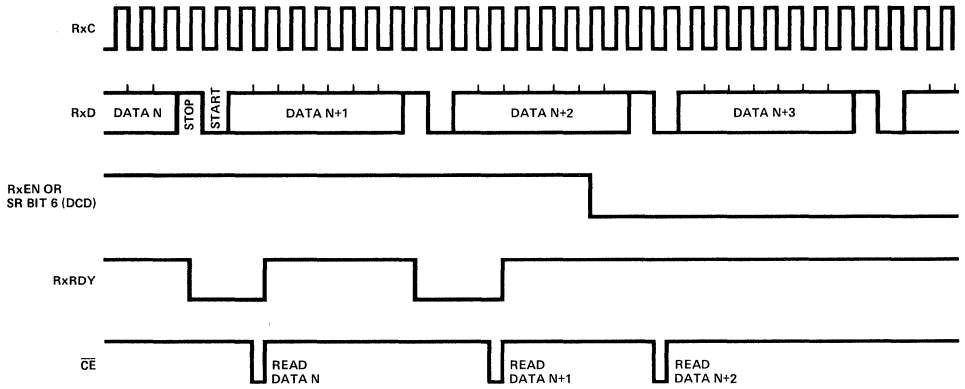 RxC
RxD
DATA N
STOP
START
DATA N+1
DATA N+2
DATA N+3
RxEN OR
SR BIT 6 (DCD)
RxRDY
CE
READ
DATA N
READ
DATA N+1
READ
DATA N+2